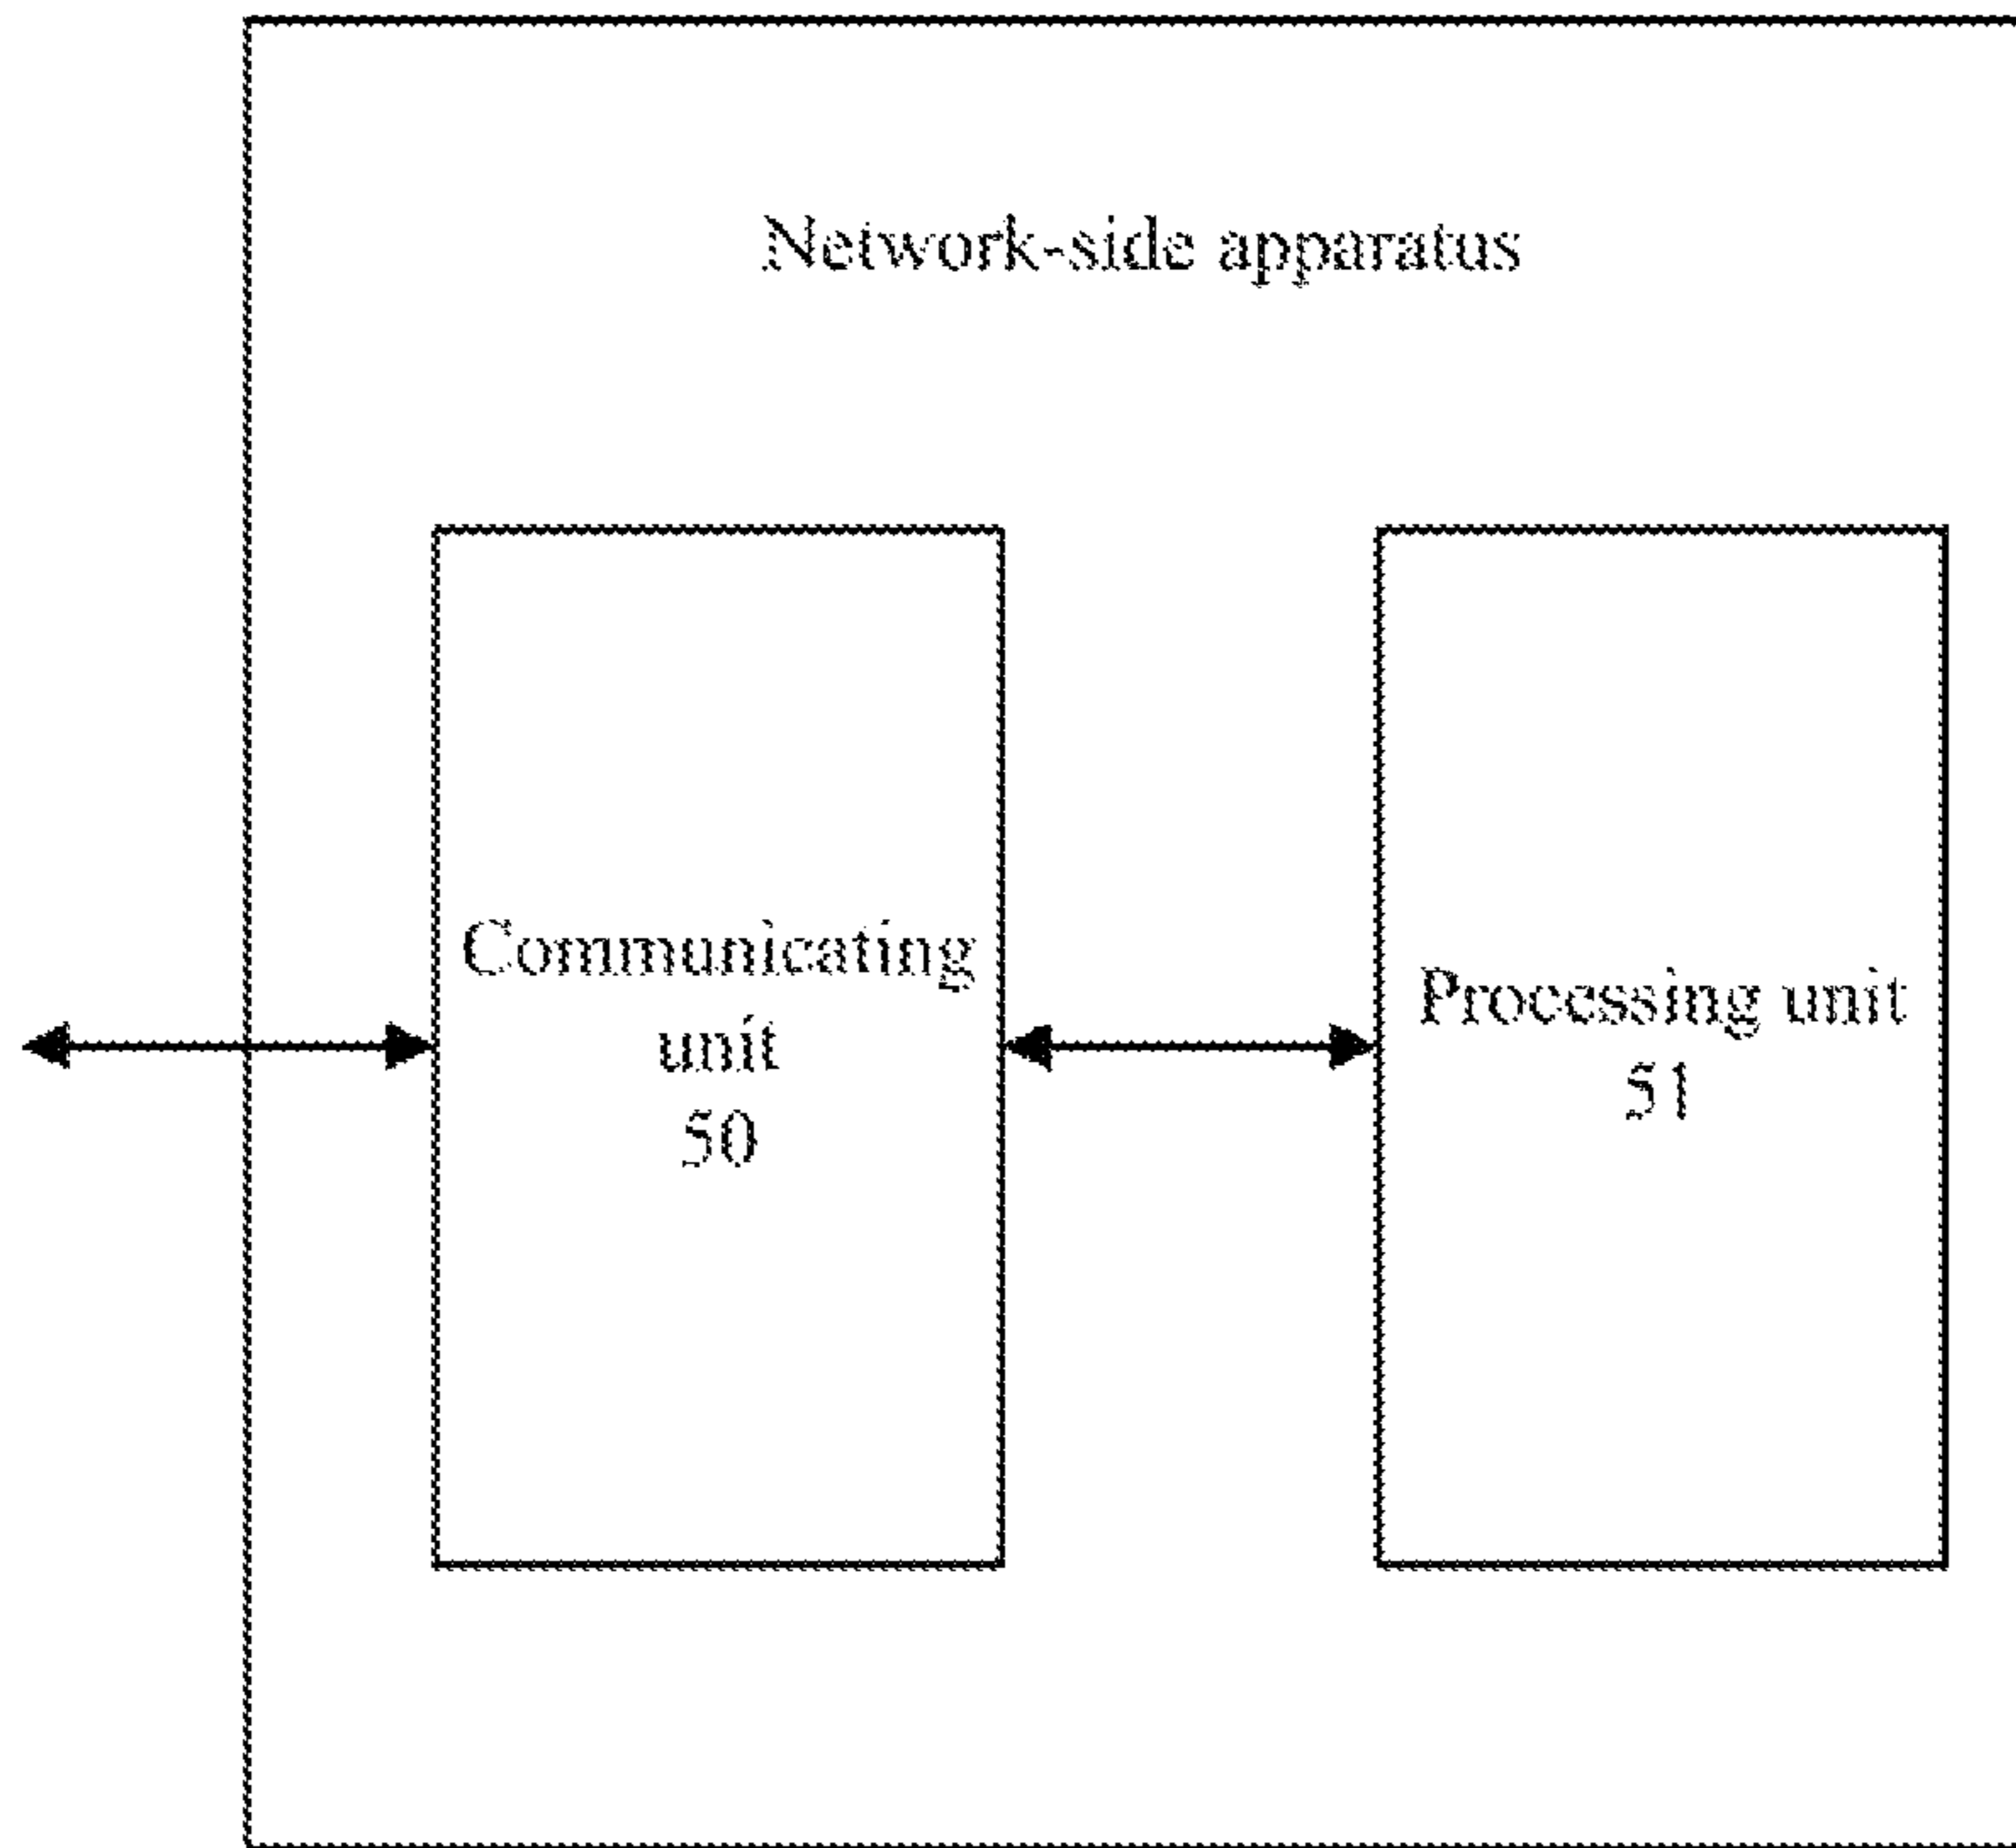 Network-side apparatus
Communicating
unit
50
Processing unit
51